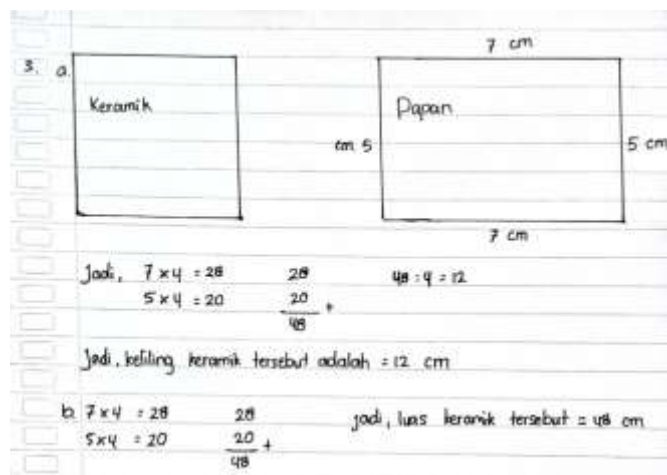 7 cm
3. a.
Keramik
Papan
cm 5
5 cm
7 cm
Jadi, 7 x 4 = 28 28 48 : 4 = 12
5 x 4 = 20 20 +
48
Jadi, keliling keramik tersebut adalah = 12 cm
b. 7 x 4 = 28 28 jadi, luas keramik tersebut = 48 cm
5x4 = 20 20 +
48